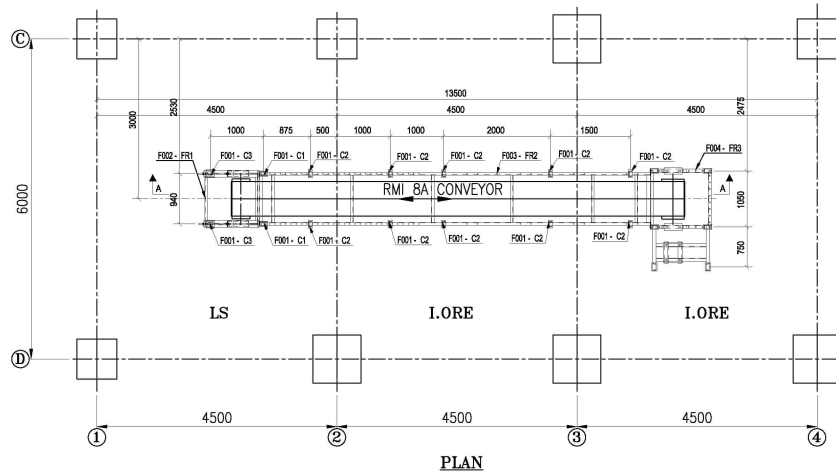 C
13500
4500
4500
4500
3000
2530
2475
1000
875
500
1000
1000
2000
1500
F002 - FR1
F001 - C3
F001 - C1
F001 - C2
F001 - C2
F001 - C2
F003 - FR2
F001 - C2
F001 - C2
F004 - FR3
A
RMI 8A CONVEYOR
A
6000
940
1050
F001 - C3
F001 - C1
F001 - C2
F001 - C2
F001 - C2
F001 - C2
F001 - C2
750
LS
I.ORE
I.ORE
D
4500
4500
4500
1
2
3
4
PLAN